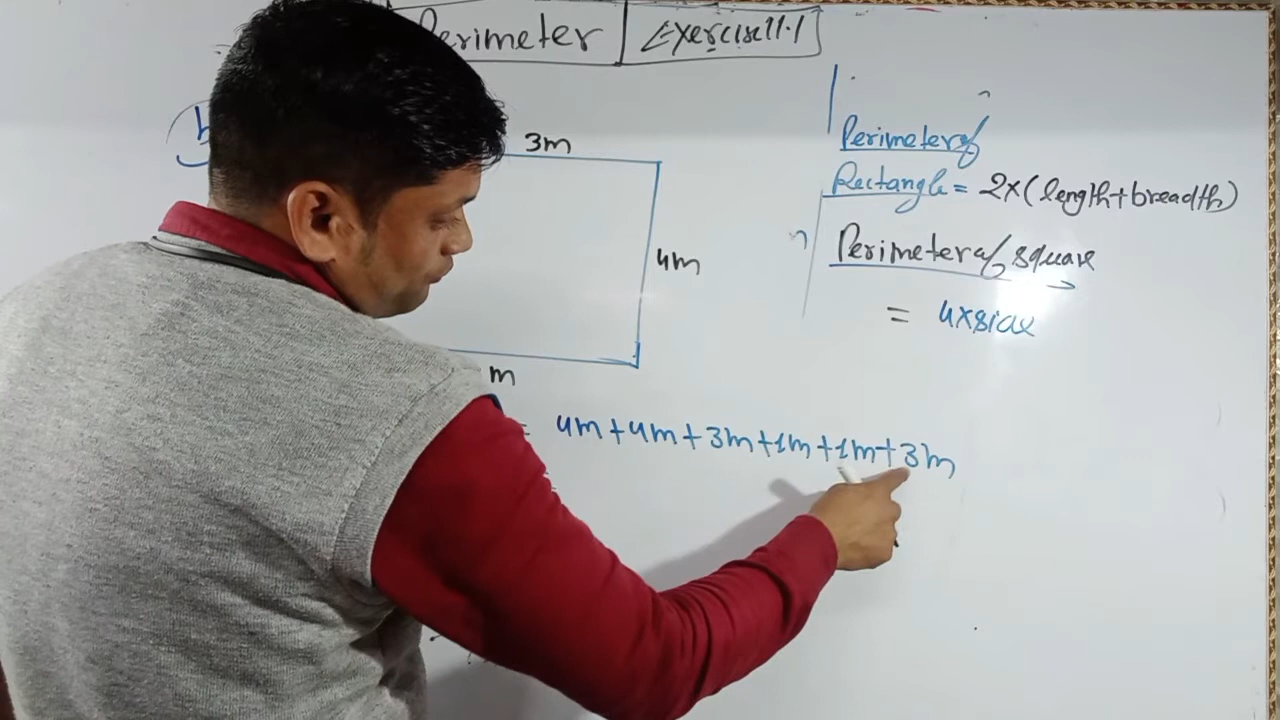 Perimeter Exercise 11.1
b
3m
4m
m
= 4m+4m+3m+1m+1m+3m
Perimeter of
Rectangle = 2×(length+breadth)
Perimeter of square
= 4×side